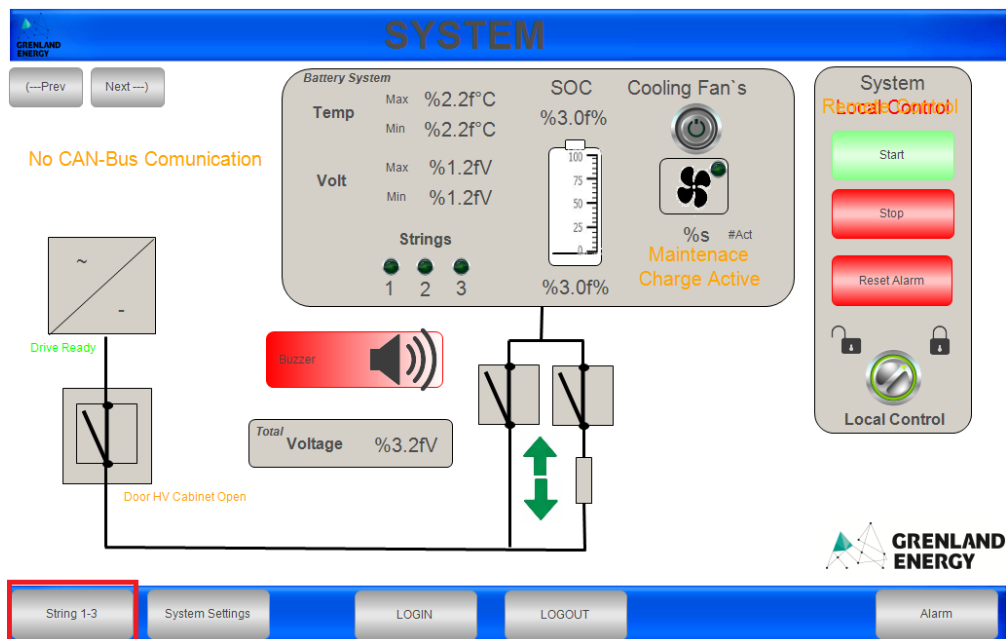 GRENLAND
ENERGY
SYSTEM
(---Prev
Next ---)
No CAN-Bus Comunication
Battery System
Temp
Max %2.2f°C
Min %2.2f°C
Volt
Max %1.2fV
Min %1.2fV
Strings
1 2 3
SOC
%3.0f%
100
75
50
25
0
%3.0f%
Cooling Fan`s
%s #Act
Maintenace
Charge Active
System
Remote Control
Local Control
Start
Stop
Reset Alarm
Local Control
~
-
Drive Ready
Buzzer
Total
Voltage %3.2fV
Door HV Cabinet Open
GRENLAND
ENERGY
String 1-3
System Settings
LOGIN
LOGOUT
Alarm